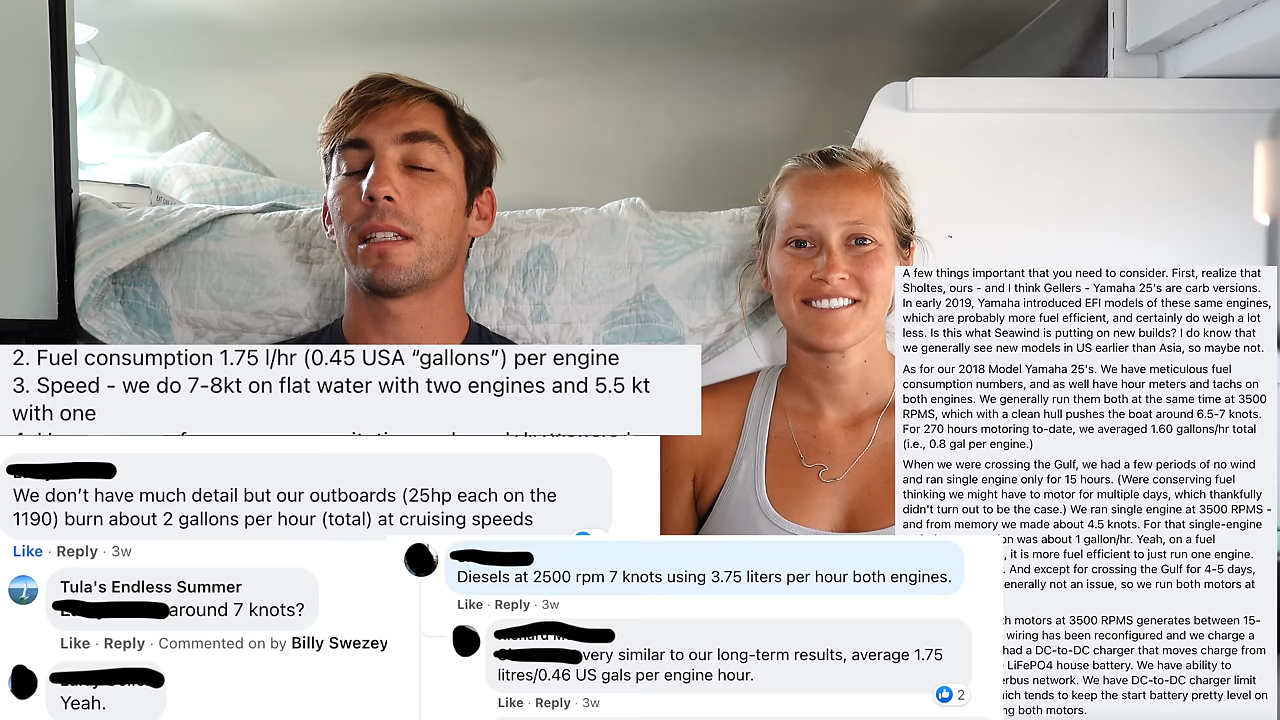 2. Fuel consumption 1.75 l/hr (0.45 USA “gallons”) per engine
3. Speed - we do 7-8kt on flat water with two engines and 5.5 kt
with one
We don’t have much detail but our outboards (25hp each on the
1190) burn about 2 gallons per hour (total) at cruising speeds
Like · Reply · 3w
Tula's Endless Summer
around 7 knots?
Like · Reply · Commented on by Billy Swezey
Yeah.
Diesels at 2500 rpm 7 knots using 3.75 liters per hour both engines.
Like · Reply · 3w
very similar to our long-term results, average 1.75
litres/0.46 US gals per engine hour.
2
Like · Reply · 3w
A few things important that you need to consider. First, realize that
Sholtes, ours - and I think Gellers - Yamaha 25's are carb versions.
In early 2019, Yamaha introduced EFI models of these same engines,
which are probably more fuel efficient, and certainly do weigh a lot
less. Is this what Seawind is putting on new builds? I do know that
we generally see new models in US earlier than Asia, so maybe not.
As for our 2018 Model Yamaha 25's. We have meticulous fuel
consumption numbers, and as well have hour meters and tachs on
both engines. We generally run them both at the same time at 3500
RPMS, which with a clean hull pushes the boat around 6.5-7 knots.
For 270 hours motoring to-date, we averaged 1.60 gallons/hr total
(i.e., 0.8 gal per engine.)
When we were crossing the Gulf, we had a few periods of no wind
and ran single engine only for 15 hours. (Were conserving fuel
thinking we might have to motor for multiple days, which thankfully
didn't turn out to be the case.) We ran single engine at 3500 RPMS -
and from memory we made about 4.5 knots. For that single-engine
on was about 1 gallon/hr. Yeah, on a fuel
, it is more fuel efficient to just run one engine.
. And except for crossing the Gulf for 4-5 days,
enerally not an issue, so we run both motors at
h motors at 3500 RPMS generates between 15-
wiring has been reconfigured and we charge a
had a DC-to-DC charger that moves charge from
LiFePO4 house battery. We have ability to
erbus network. We have DC-to-DC charger limit
ich tends to keep the start battery pretty level on
ng both motors.